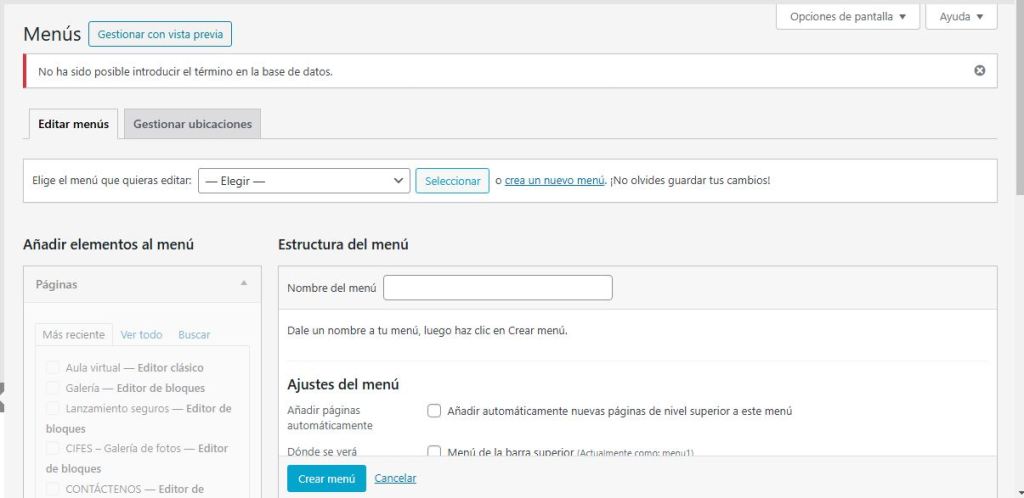 Opciones de pantalla
Ayuda
Menús Gestionar con vista previa
No ha sido posible introducir el término en la base de datos.
Editar menús
Gestionar ubicaciones
Elige el menú que quieras editar: — Elegir — Seleccionar o crea un nuevo menú. ¡No olvides guardar tus cambios!
Añadir elementos al menú
Páginas
Más reciente Ver todo Buscar
Aula virtual — Editor clásico
Galería — Editor de bloques
Lanzamiento seguros — Editor de
bloques
CIFES – Galería de fotos — Editor
de bloques
CONTÁCTENOS — Editor de
Estructura del menú
Nombre del menú
Dale un nombre a tu menú, luego haz clic en Crear menú.
Ajustes del menú
Añadir páginas
automáticamente
Añadir automáticamente nuevas páginas de nivel superior a este menú
Dónde se verá
Menú de la barra superior (Actualmente como: menu1)
Crear menú Cancelar